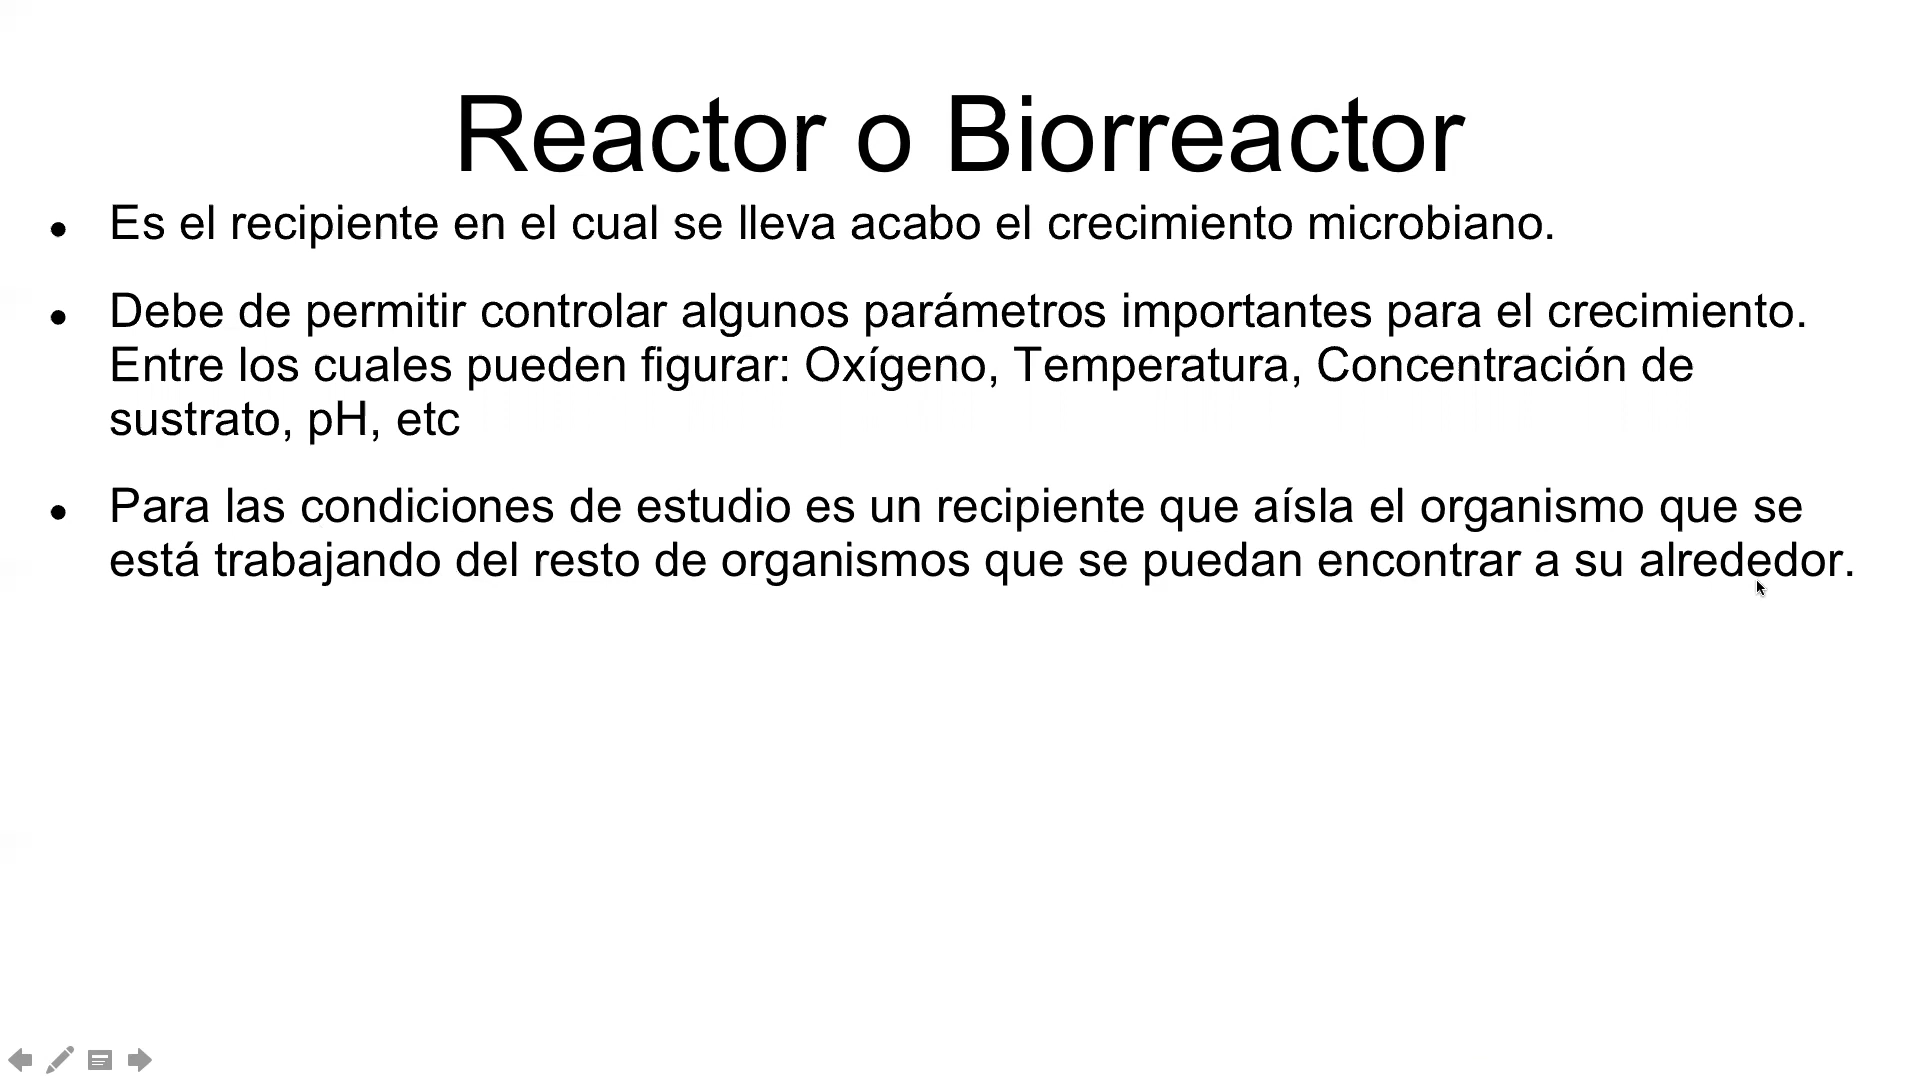 Reactor o Biorreactor
● Es el recipiente en el cual se lleva acabo el crecimiento microbiano.
● Debe de permitir controlar algunos parámetros importantes para el crecimiento.
Entre los cuales pueden figurar: Oxígeno, Temperatura, Concentración de
sustrato, pH, etc
● Para las condiciones de estudio es un recipiente que aísla el organismo que se
está trabajando del resto de organismos que se puedan encontrar a su alrededor.